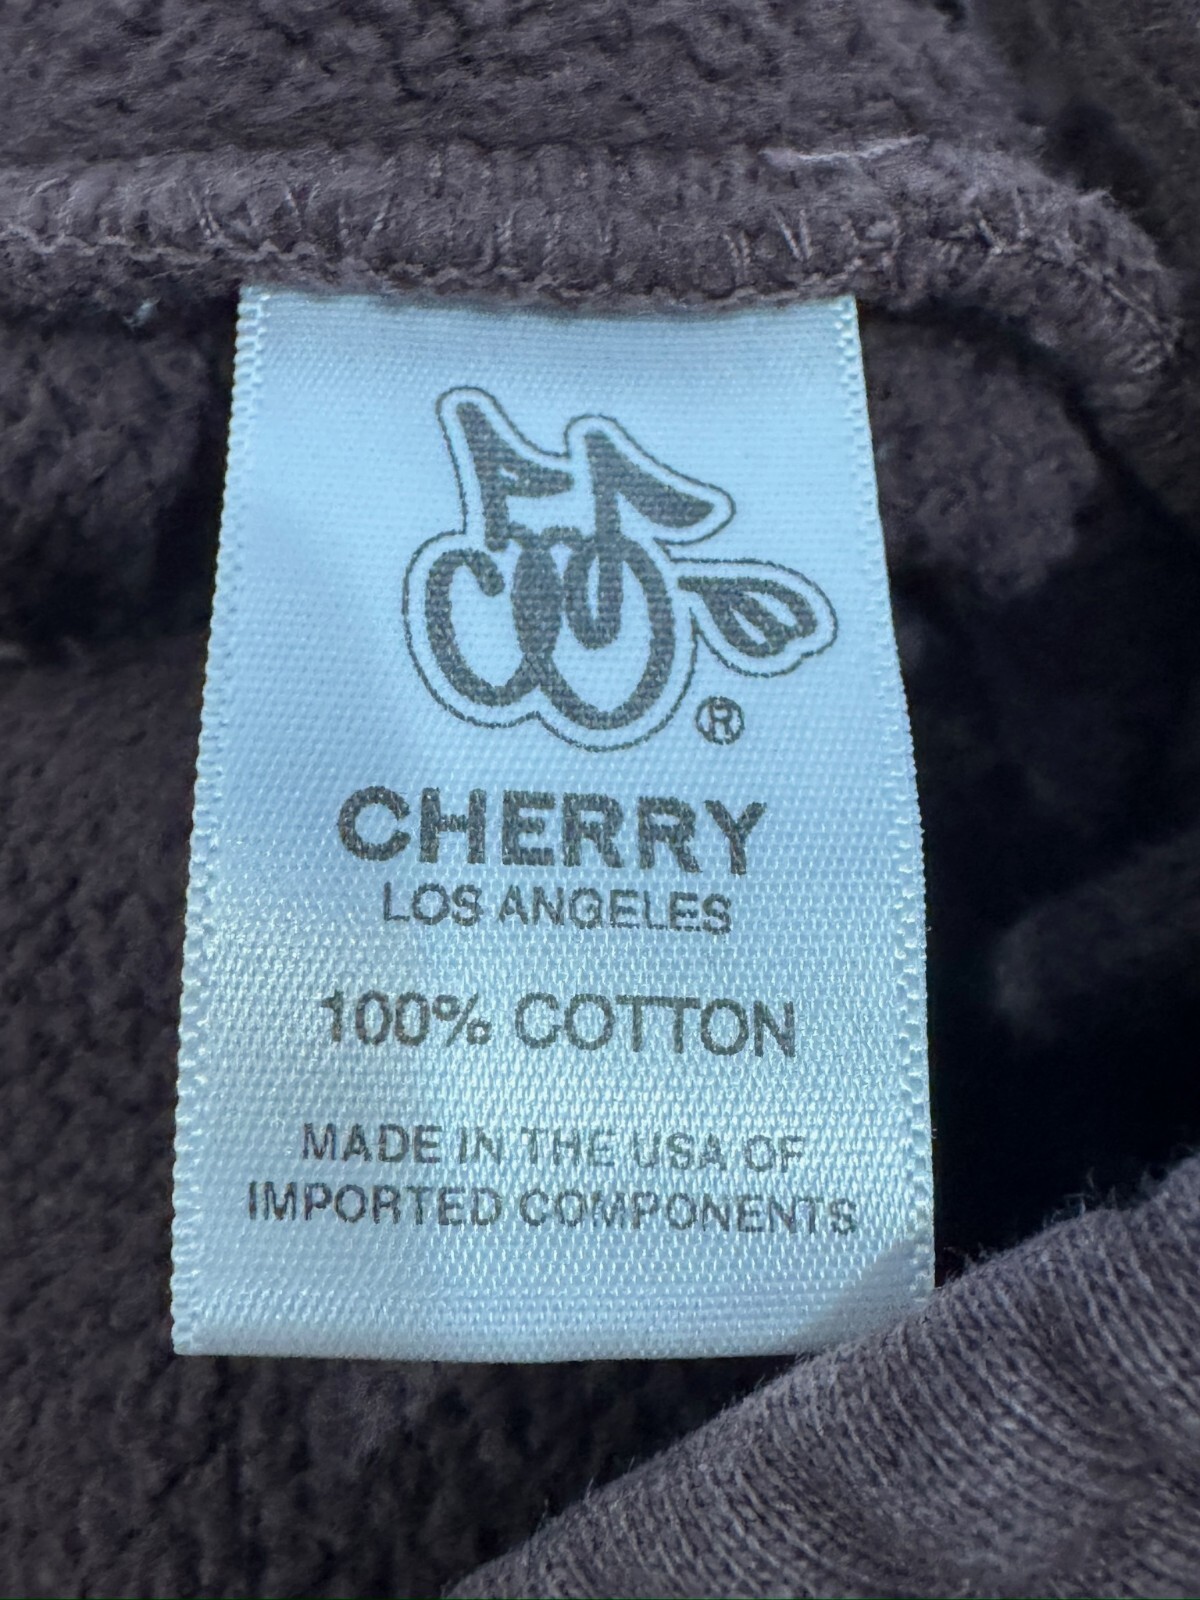 ®
CHERRY
LOS ANGELES
100% COTTON
MADE IN THE USA OF
IMPORTED COMPONENTS